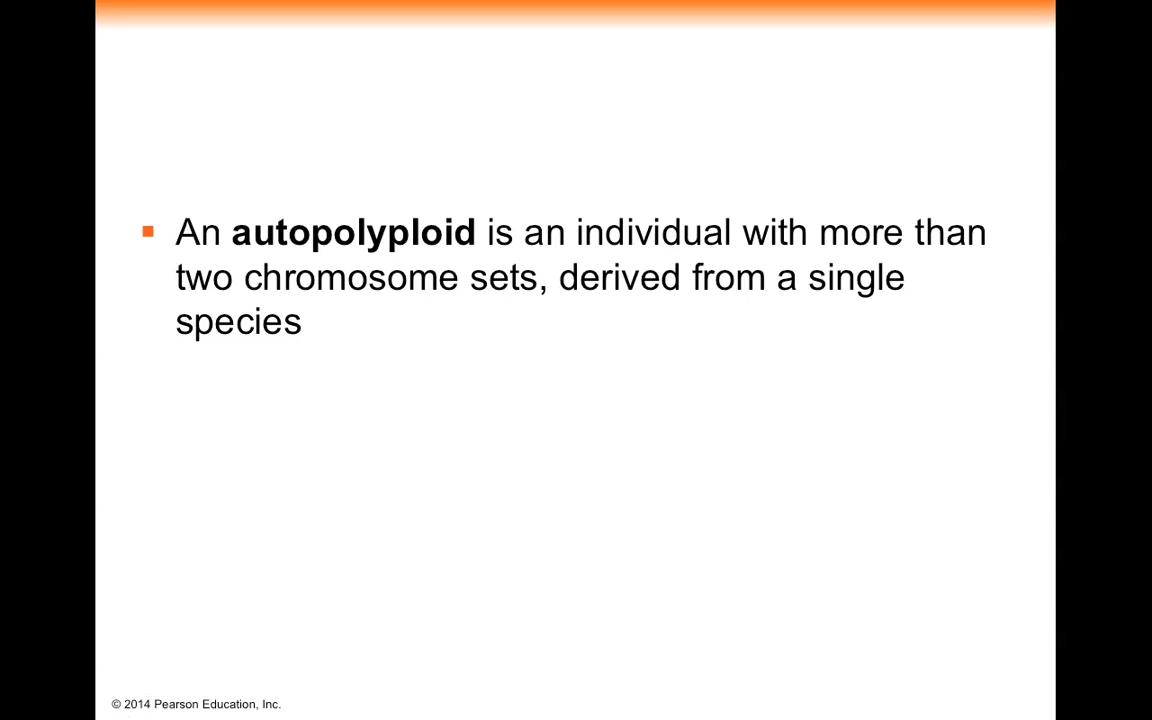 An autopolyploid is an individual with more than
two chromosome sets, derived from a single
species
© 2014 Pearson Education, Inc.